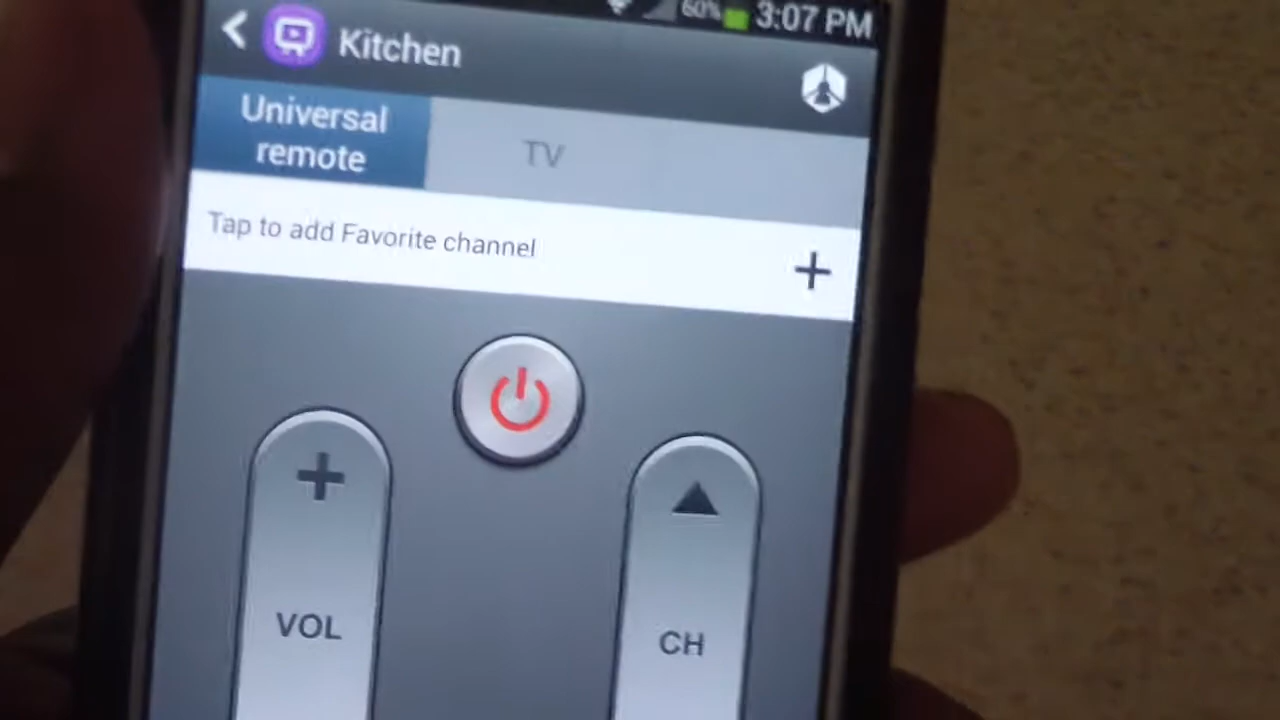 60% 3:07 PM
Kitchen
Universal
remote
TV
Tap to add Favorite channel
+
+
VOL
CH